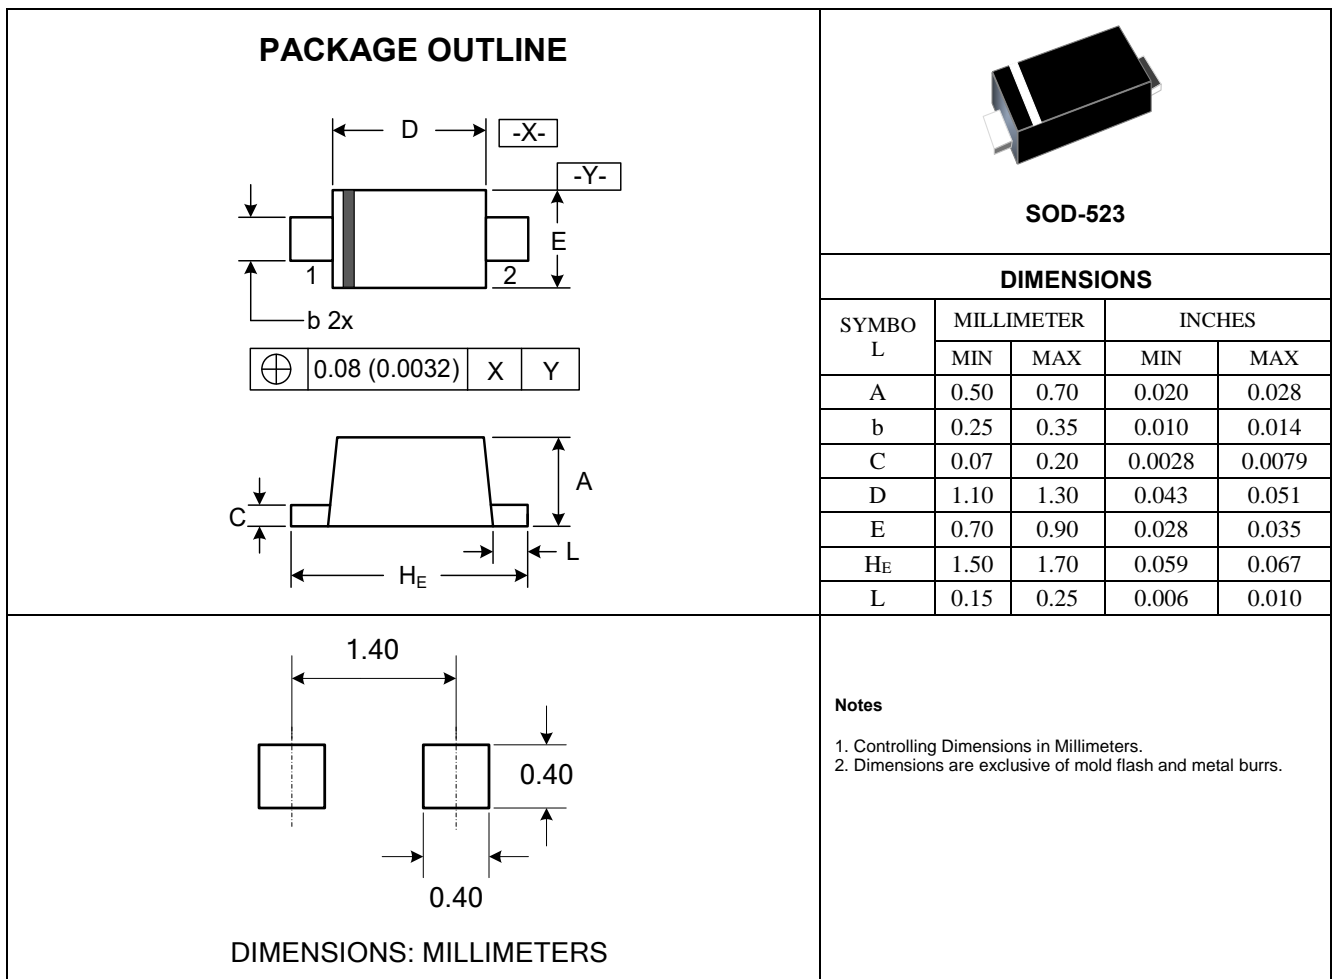 PACKAGE OUTLINE
D
-X-
-Y-
E
1
2
b 2x
0.08 (0.0032) X Y
A
C
L
HE
SOD-523
DIMENSIONS
SYMBO
L
MILLIMETER INCHES
MIN MAX MIN MAX
A 0.50 0.70 0.020 0.028
b 0.25 0.35 0.010 0.014
C 0.07 0.20 0.0028 0.0079
D 1.10 1.30 0.043 0.051
E 0.70 0.90 0.028 0.035
HE 1.50 1.70 0.059 0.067
L 0.15 0.25 0.006 0.010
1.40
0.40
0.40
DIMENSIONS: MILLIMETERS
Notes
1. Controlling Dimensions in Millimeters.
2. Dimensions are exclusive of mold flash and metal burrs.